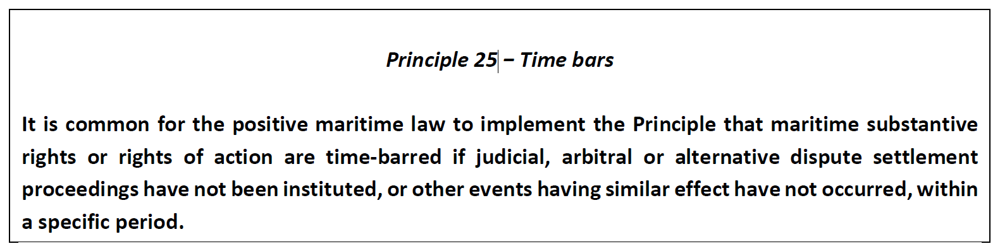 Principle 25 – Time bars
It is common for the positive maritime law to implement the Principle that maritime substantive
rights or rights of action are time-barred if judicial, arbitral or alternative dispute settlement
proceedings have not been instituted, or other events having similar effect have not occurred, within
a specific period.